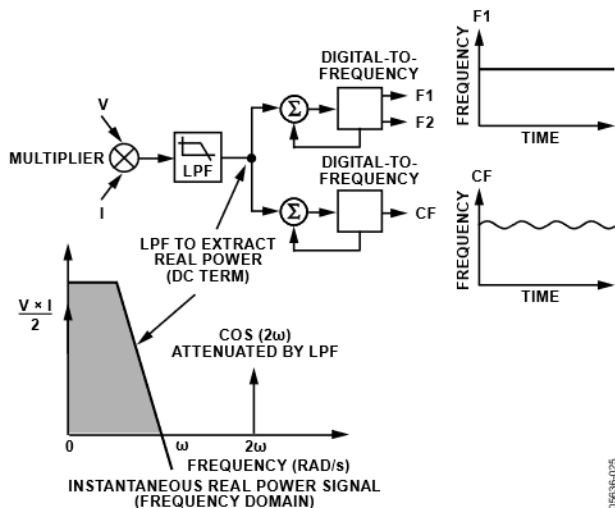 F1
DIGITAL-TO-
FREQUENCY
F1
F2
FREQUENCY
TIME
V
MULTIPLIER
I
LPF
Σ
DIGITAL-TO-
FREQUENCY
Σ
CF
CF
FREQUENCY
TIME
LPF TO EXTRACT
REAL POWER
(DC TERM)
V × I
2
COS (2ω)
ATTENUATED BY LPF
0
ω
2ω
FREQUENCY (RAD/s)
INSTANTANEOUS REAL POWER SIGNAL
(FREQUENCY DOMAIN)
05636-025